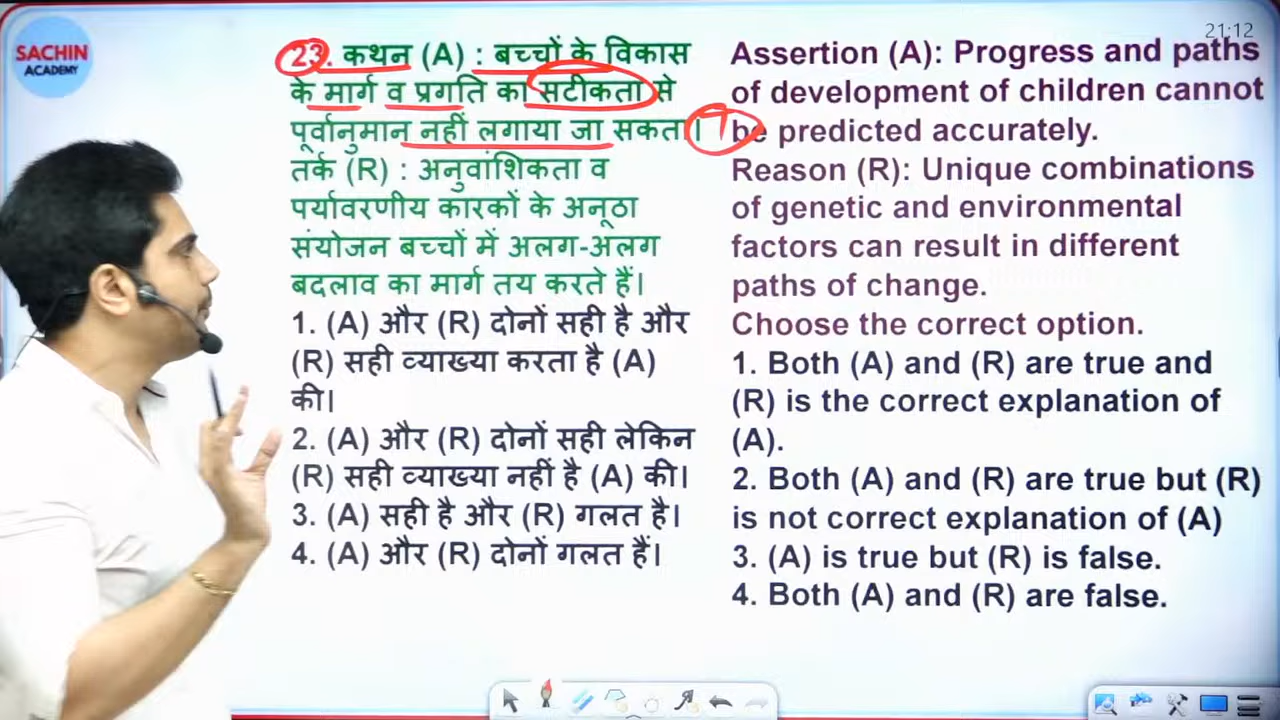 SACHIN
ACADEMY
21:12
23. कथन (A) : बच्चों के विकास
के मार्ग व प्रगति का सटीकता से
पूर्वानुमान नहीं लगाया जा सकता।
तर्क (R) : अनुवांशिकता व
पर्यावरणीय कारकों के अनूठा
संयोजन बच्चों में अलग-अलग
बदलाव का मार्ग तय करते हैं।
1. (A) और (R) दोनों सही है और
(R) सही व्याख्या करता है (A)
की।
2. (A) और (R) दोनों सही लेकिन
(R) सही व्याख्या नहीं है (A) की।
3. (A) सही है और (R) गलत है।
4. (A) और (R) दोनों गलत हैं।
Assertion (A): Progress and paths
of development of children cannot
be predicted accurately.
Reason (R): Unique combinations
of genetic and environmental
factors can result in different
paths of change.
Choose the correct option.
1. Both (A) and (R) are true and
(R) is the correct explanation of
(A).
2. Both (A) and (R) are true but (R)
is not correct explanation of (A)
3. (A) is true but (R) is false.
4. Both (A) and (R) are false.